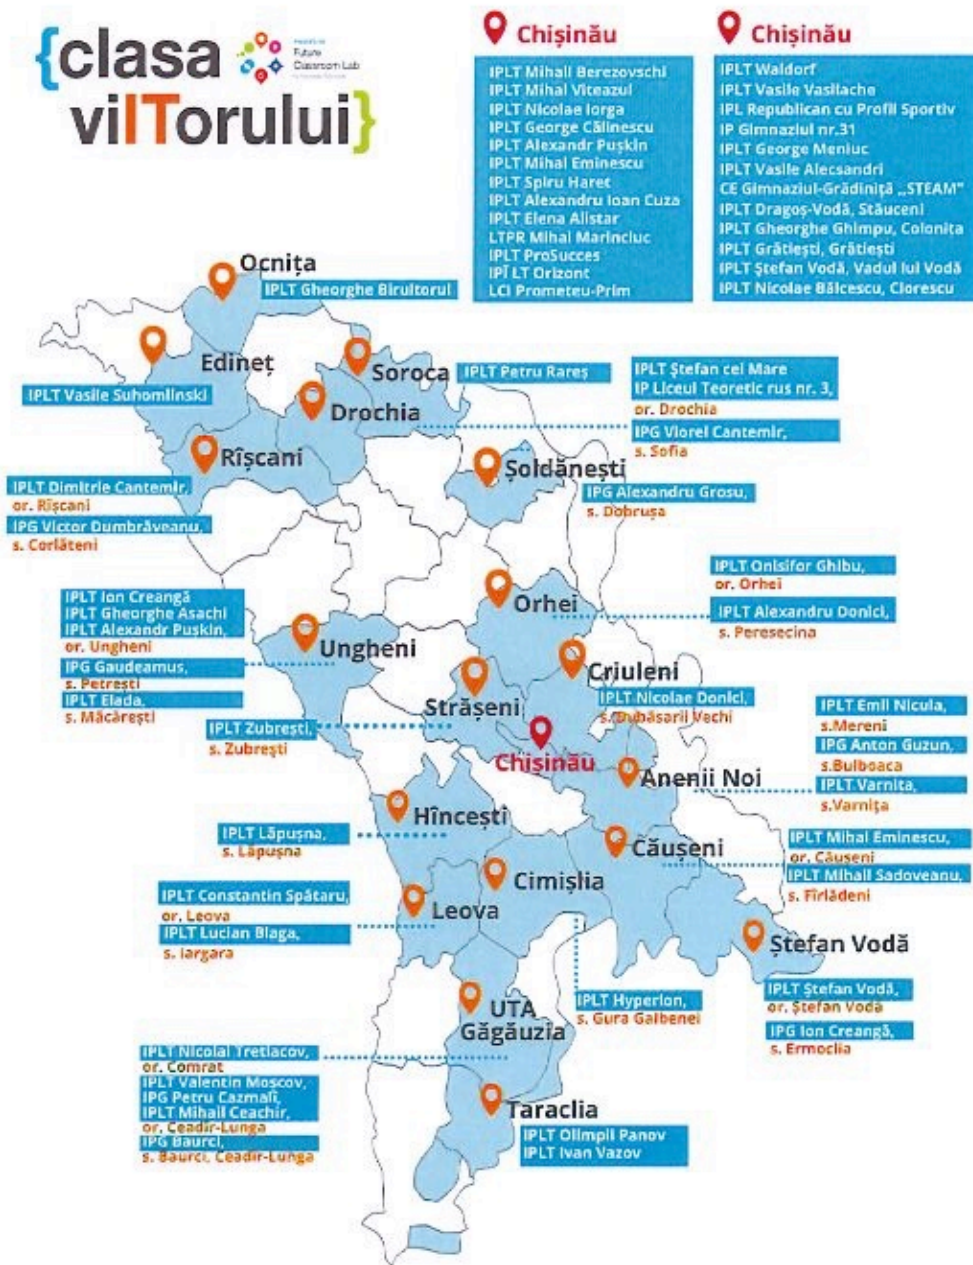 {clasa
viITorului}
Future
Classroom Lab
Chișinău
IPLT Mihail Berezovschi
IPLT Mihai Viteazul
IPLT Nicolae Iorga
IPLT George Călinescu
IPLT Alexandr Pușkin
IPLT Mihai Eminescu
IPLT Spiru Haret
IPLT Alexandru Ioan Cuza
IPLT Elena Alistar
LTPR Mihai Marinciuc
IPLT ProSucces
IPÎ LT Orizont
LCI Prometeu-Prim
Chișinău
IPLT Waldorf
IPLT Vasile Vasilache
IPL Republican cu Profil Sportiv
IP Gimnaziul nr.31
IPLT George Meniuc
IPLT Vasile Alecsandri
CE Gimnaziul-Grădiniță „STEAM"
IPLT Dragoș-Vodă, Stăuceni
IPLT Gheorghe Ghimpu, Colonița
IPLT Grătiești, Grătiești
IPLT Ștefan Vodă, Vadul lui Vodă
IPLT Nicolae Bălcescu, Ciorescu
Ocnița
IPLT Gheorghe Biruitorul
Edineț
IPLT Vasile Suhomlinski
Soroca
IPLT Petru Rareș
Drochia
IPLT Ștefan cel Mare
IP Liceul Teoretic rus nr. 3,
or. Drochia
IPG Viorel Cantemir,
s. Sofia
Rîșcani
IPLT Dimitrie Cantemir,
or. Rîșcani
IPG Victor Dumbrăveanu,
s. Corlăteni
Șoldănești
IPG Alexandru Grosu,
s. Dobrușa
Orhei
IPLT Onisifor Ghibu,
or. Orhei
IPLT Alexandru Donici,
s. Peresecina
Ungheni
IPLT Ion Creangă
IPLT Gheorghe Asachi
IPLT Alexandr Pușkin,
or. Ungheni
IPG Gaudeamus,
s. Petrești
IPLT Elada,
s. Măcărești
Criuleni
IPLT Nicolae Donici,
s. Dubăsarii Vechi
Strășeni
IPLT Zubrești,
s. Zubrești
Chișinău
Anenii Noi
IPLT Emil Nicula,
s.Mereni
IPG Anton Guzun,
s.Bulboaca
IPLT Varnița,
s.Varnița
Hîncești
IPLT Lăpușna,
s. Lăpușna
Căușeni
IPLT Mihai Eminescu,
or. Căușeni
IPLT Mihail Sadoveanu,
s. Fîrlădeni
Cimișlia
IPLT Hyperion,
s. Gura Galbenei
Leova
IPLT Constantin Spătaru,
or. Leova
IPLT Lucian Blaga,
s. Iargara
Ștefan Vodă
IPLT Ștefan Vodă,
or. Ștefan Vodă
IPG Ion Creangă,
s. Ermoclia
UTA
Găgăuzia
IPLT Nicolai Tretiacov,
or. Comrat
IPLT Valentin Moșcov,
IPG Petru Cazmalî,
IPLT Mihail Ceachir,
or. Ceadîr-Lunga
IPG Baurci,
s. Baurci, Ceadîr-Lunga
Taraclia
IPLT Olimpii Panov
IPLT Ivan Vazov